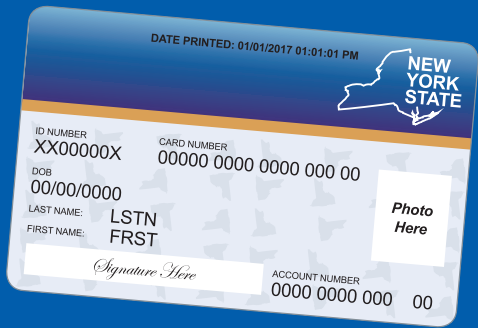 DATE PRINTED: 01/01/2017 01:01:01 PM
NEW
YORK
STATE
ID NUMBER
XX00000X
CARD NUMBER
00000 0000 0000 000 00
DOB
00/00/0000
LAST NAME: LSTN
FIRST NAME: FRST
Photo
Here
Signature Here
ACCOUNT NUMBER
0000 0000 000 00